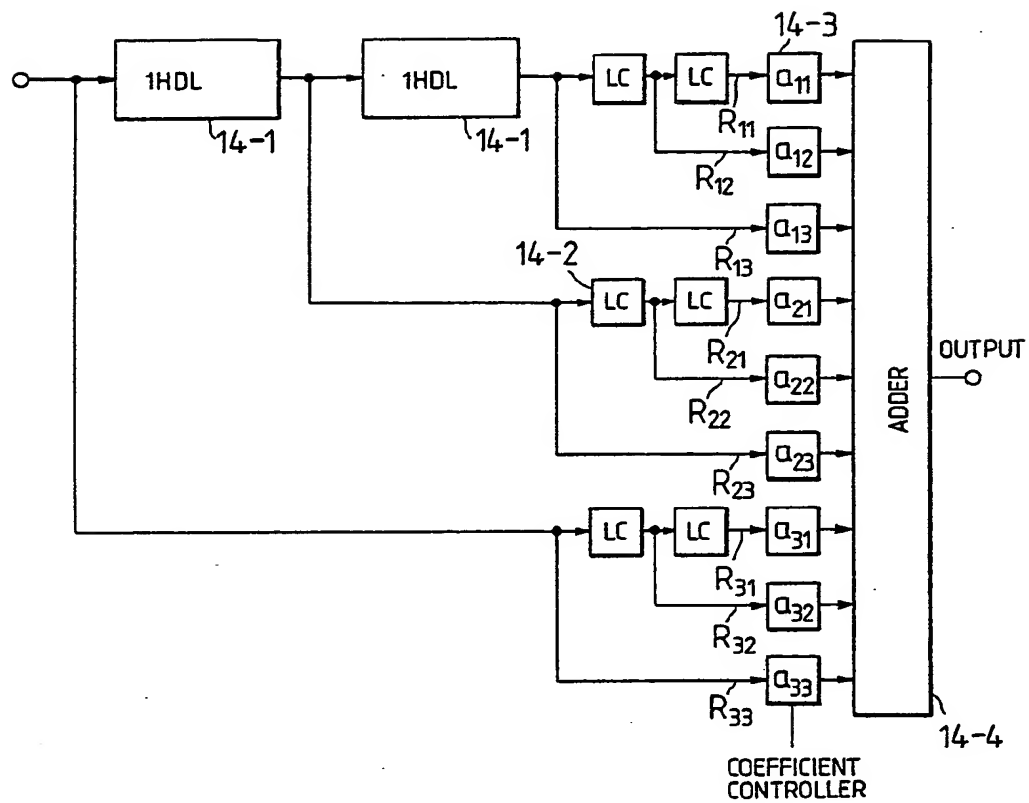 14-3
1HDL
1HDL
LC
LC
a11
14-1
14-1
R11
a12
R12
a13
R13
14-2
LC
LC
a21
R21
OUTPUT
a22
R22
ADDER
a23
R23
LC
LC
a31
R31
a32
R32
a33
R33
14-4
COEFFICIENT
CONTROLLER